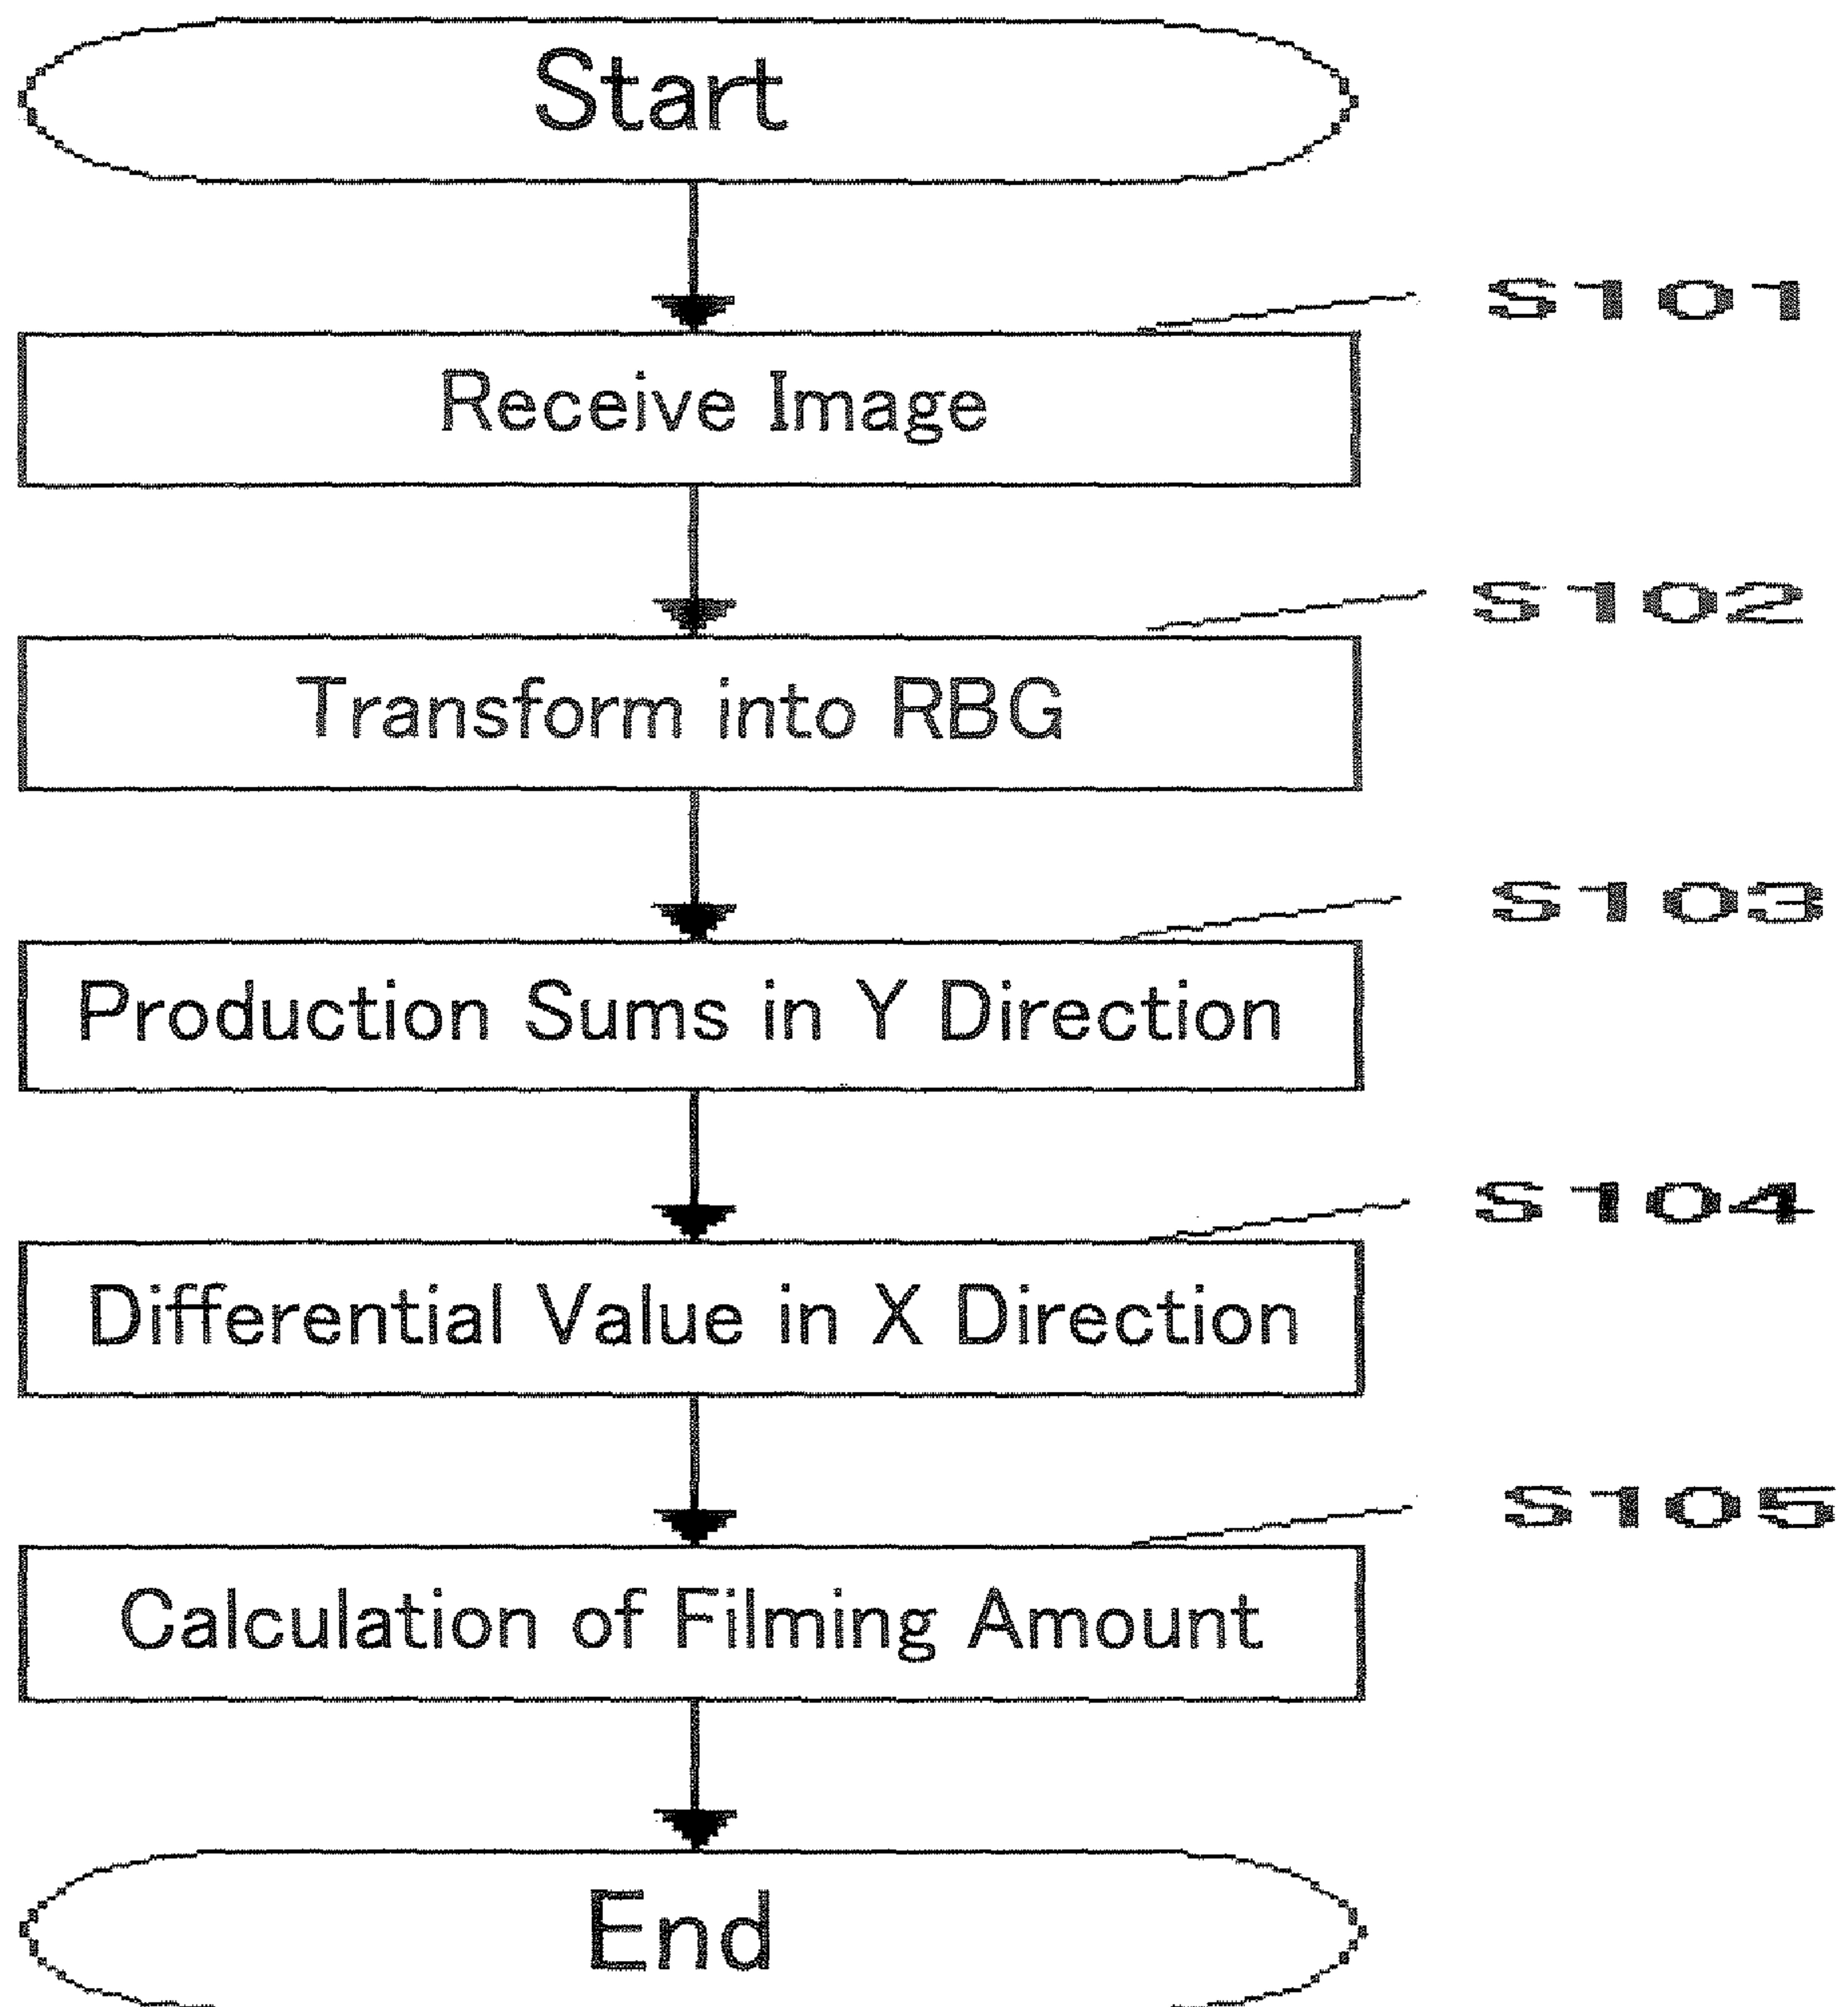 Start
S101
Receive Image
S102
Transform into RBG
S103
Production Sums in Y Direction
S104
Differential Value in X Direction
S105
Calculation of Filming Amount
End